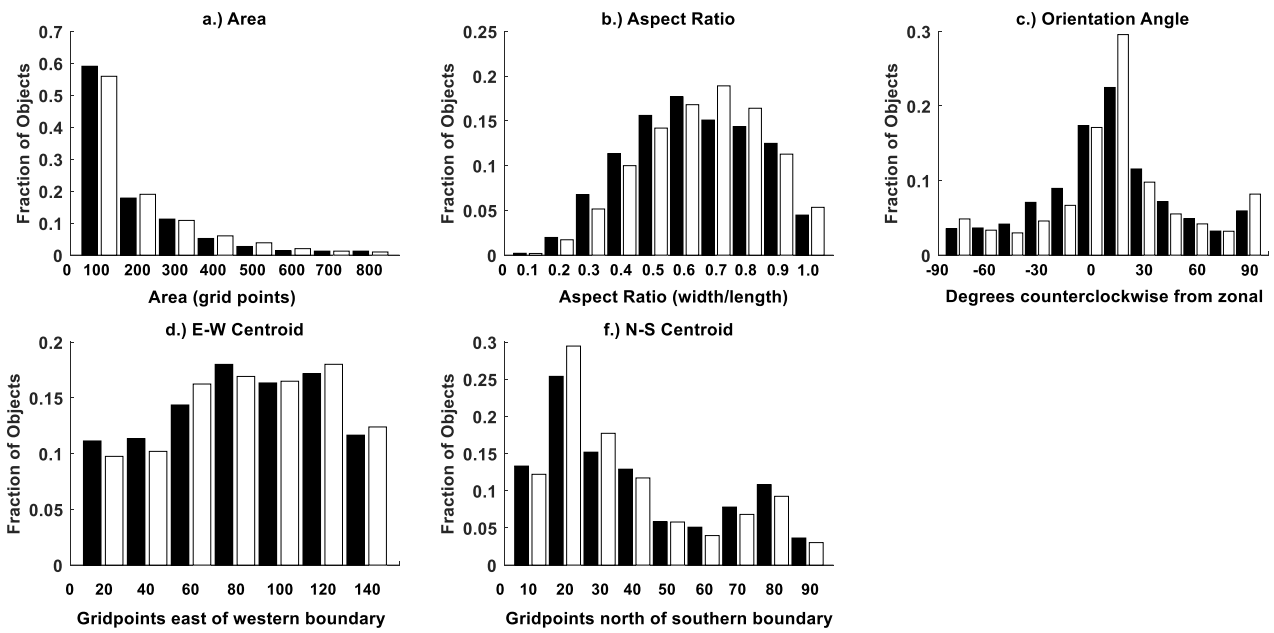 a.) Area
0.7
0.6
0.5
0.4
0.3
0.2
0.1
0
Fraction of Objects
0 100 200 300 400 500 600 700 800
Area (grid points)
b.) Aspect Ratio
0.25
0.2
0.15
0.1
0.05
0
Fraction of Objects
0 0.1 0.2 0.3 0.4 0.5 0.6 0.7 0.8 0.9 1.0
Aspect Ratio (width/length)
c.) Orientation Angle
0.3
0.2
0.1
0
Fraction of Objects
-90 -60 -30 0 30 60 90
Degrees counterclockwise from zonal
d.) E-W Centroid
0.2
0.15
0.1
0.05
0
Fraction of Objects
0 20 40 60 80 100 120 140
Gridpoints east of western boundary
f.) N-S Centroid
0.3
0.25
0.2
0.15
0.1
0.05
0
Fraction of Objects
0 10 20 30 40 50 60 70 80 90
Gridpoints north of southern boundary